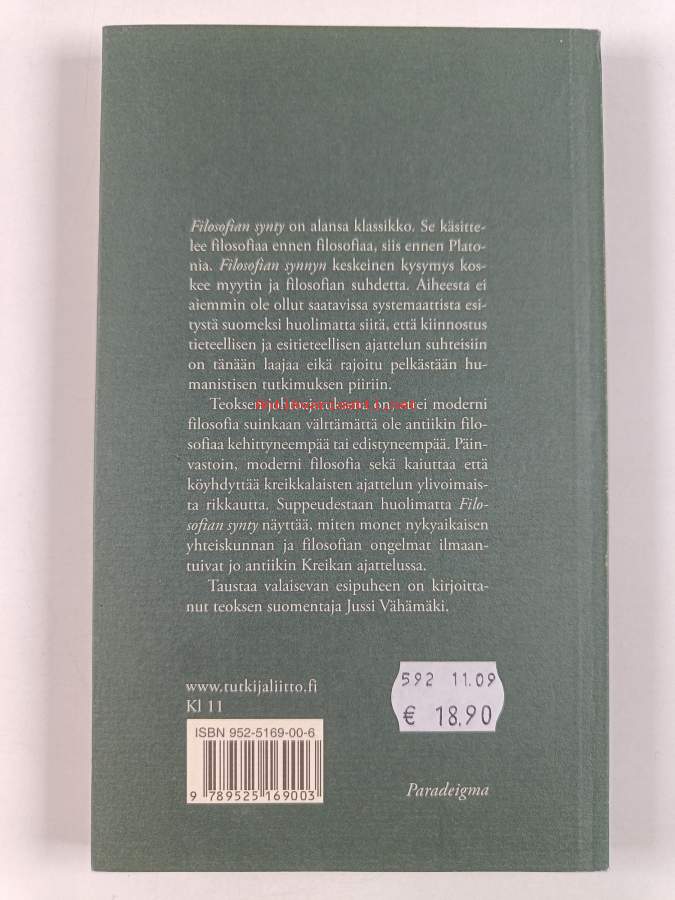 Filosofian synty on alansa klassikko. Se käsitte-
lee filosofiaa ennen filosofiaa, siis ennen Plato-
nia. Filosofian synnyn keskeinen kysymys kos-
kee myytin ja filosofian suhdetta. Aiheesta ei
aiemmin ole ollut saatavissa systemaattista esi-
tystä suomeksi huolimatta siitä, että kiinnostus
tieteellisen ja esitieteellisen ajattelun suhteisiin
on tänään laajaa eikä rajoitu pelkästään hu-
manistisen tutkimuksen piiriin.
Teoksen johtoajatuksena on, ettei moderni
filosofia suinkaan välttämättä ole antiikin filo-
sofiaa kehittyneempää tai edistyneempää. Päin-
vastoin, moderni filosofia sekä kaiuttaa että
köyhdyttää kreikkalaisten ajattelun ylivoimais-
ta rikkautta. Suppeudestaan huolimatta Filo-
sofian synty näyttää, miten monet nykyaikaisen
yhteiskunnan ja filosofian ongelmat ilmaan-
tuivat jo antiikin Kreikan ajattelussa.
Taustaa valaisevan esipuheen on kirjoitta-
nut teoksen suomentaja Jussi Vähämäki.
www.tutkijaliitto.fi
Kl 11
592 11.09
€ 18.90
ISBN 952-5169-00-6
9 789525 169003
Paradeigma